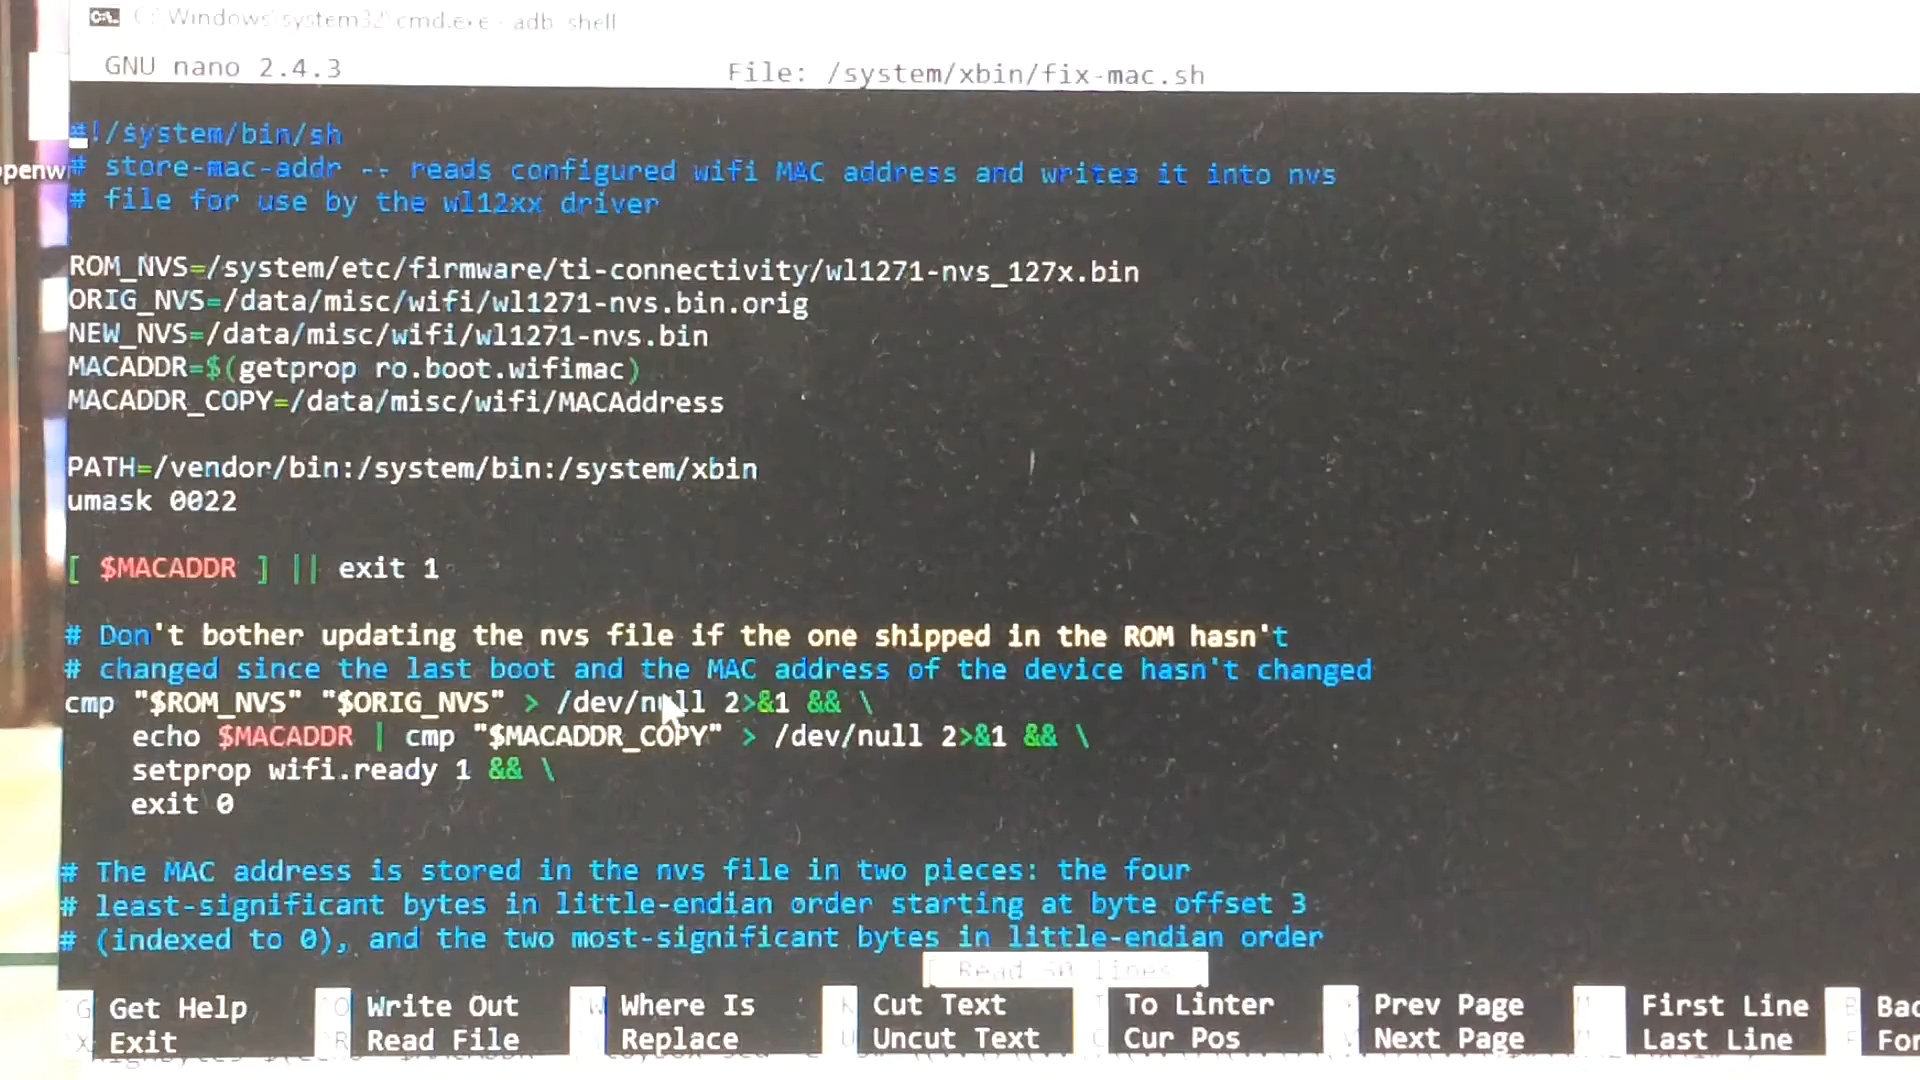 C:\Windows\system32\cmd.exe - adb shell
GNU nano 2.4.3
File: /system/xbin/fix-mac.sh
#!/system/bin/sh
# store-mac-addr -- reads configured wifi MAC address and writes it into nvs
# file for use by the wl12xx driver
ROM_NVS=/system/etc/firmware/ti-connectivity/wl1271-nvs_127x.bin
ORIG_NVS=/data/misc/wifi/wl1271-nvs.bin.orig
NEW_NVS=/data/misc/wifi/wl1271-nvs.bin
MACADDR=$(getprop ro.boot.wifimac)
MACADDR_COPY=/data/misc/wifi/MACAddress
PATH=/vendor/bin:/system/bin:/system/xbin
umask 0022
[ $MACADDR ] || exit 1
# Don't bother updating the nvs file if the one shipped in the ROM hasn't
# changed since the last boot and the MAC address of the device hasn't changed
cmp "$ROM_NVS" "$ORIG_NVS" > /dev/null 2>&1 && \
echo $MACADDR | cmp "$MACADDR_COPY" > /dev/null 2>&1 && \
setprop wifi.ready 1 && \
exit 0
# The MAC address is stored in the nvs file in two pieces: the four
# least-significant bytes in little-endian order starting at byte offset 3
# (indexed to 0), and the two most-significant bytes in little-endian order
[ Read 50 lines ]
G Get Help O Write Out W Where Is K Cut Text T To Linter Prev Page First Line Bac
X Exit R Read File Replace U Uncut Text C Cur Pos Next Page Last Line For
penw